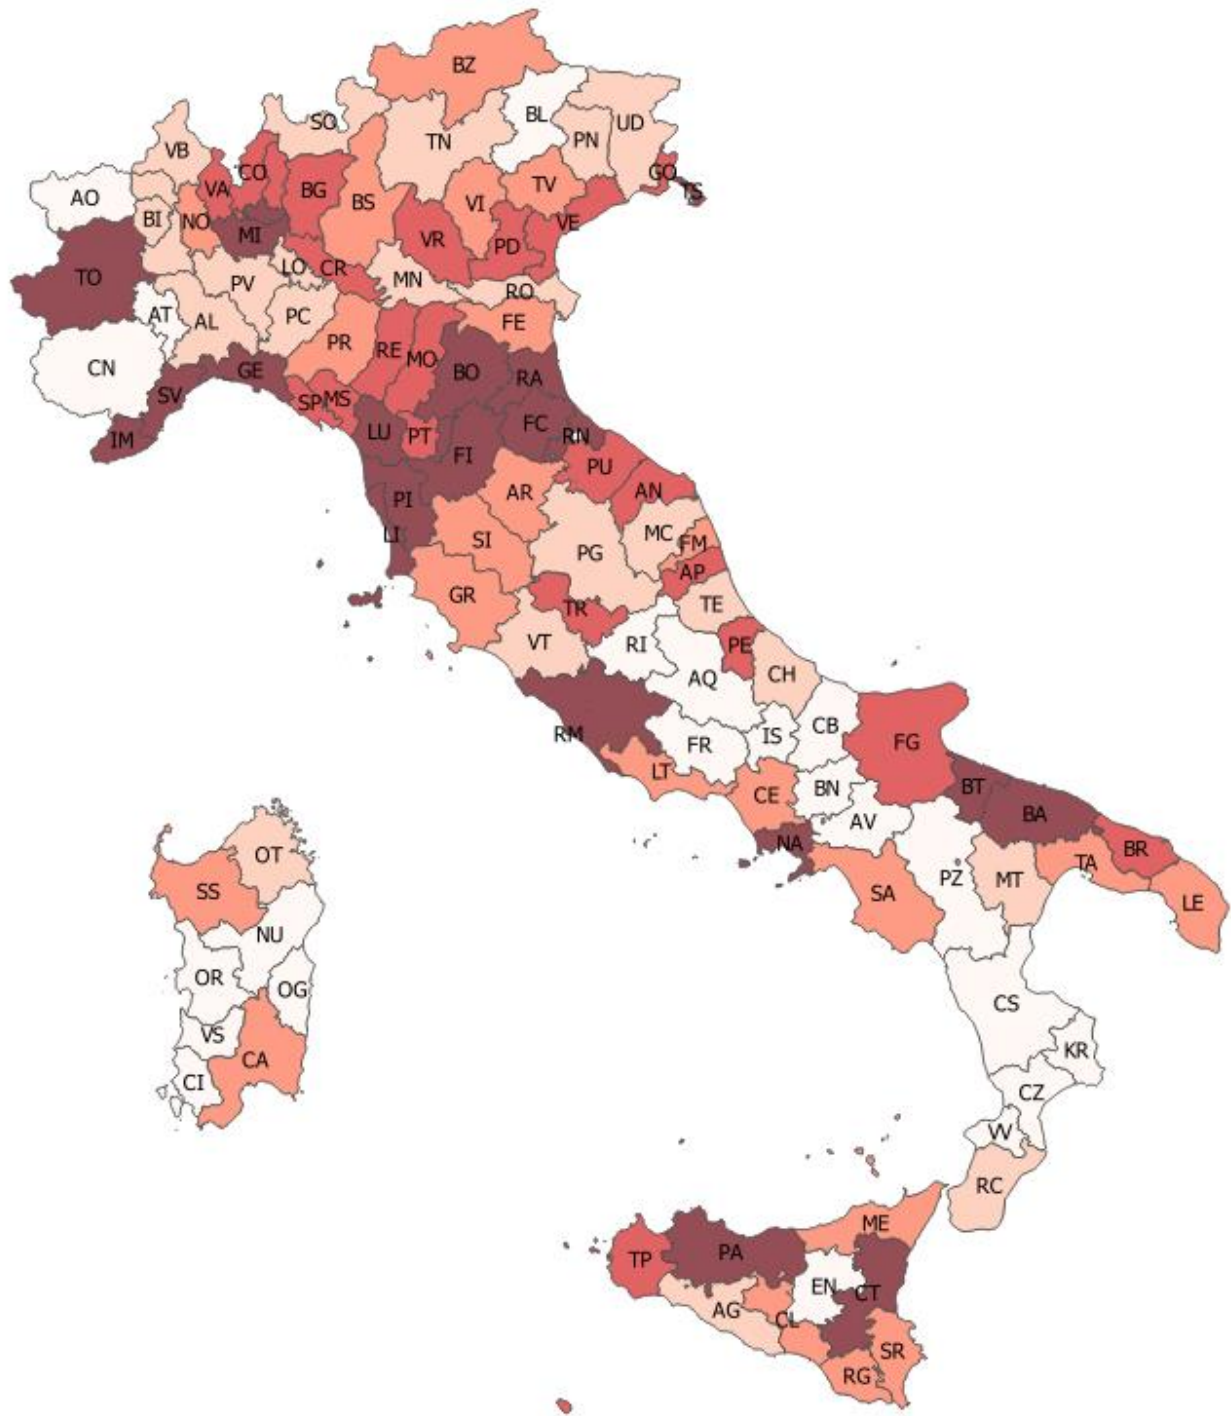 BZ
BL
UD
SO
TN
PN
VB
CO
GO
VA
BG
TV
TS
AO
BS
VI
BI
NO
VE
MI
VR
PD
LO
CR
TO
PV
MN
RO
AT
AL
PC
FE
PR
RE
MO
CN
GE
BO
RA
SV
SP
MS
IM
LU
PT
FC
RN
FI
PU
AR
AN
PI
LI
SI
MC
FM
PG
AP
GR
TR
TE
VT
RI
PE
AQ
CH
RM
FR
IS
CB
FG
LT
CE
BN
BT
AV
BA
NA
BR
OT
TA
SS
SA
PZ
MT
LE
NU
OR
OG
CS
VS
KR
CA
CI
CZ
VV
RC
ME
TP
PA
EN
CT
AG
CL
SR
RG